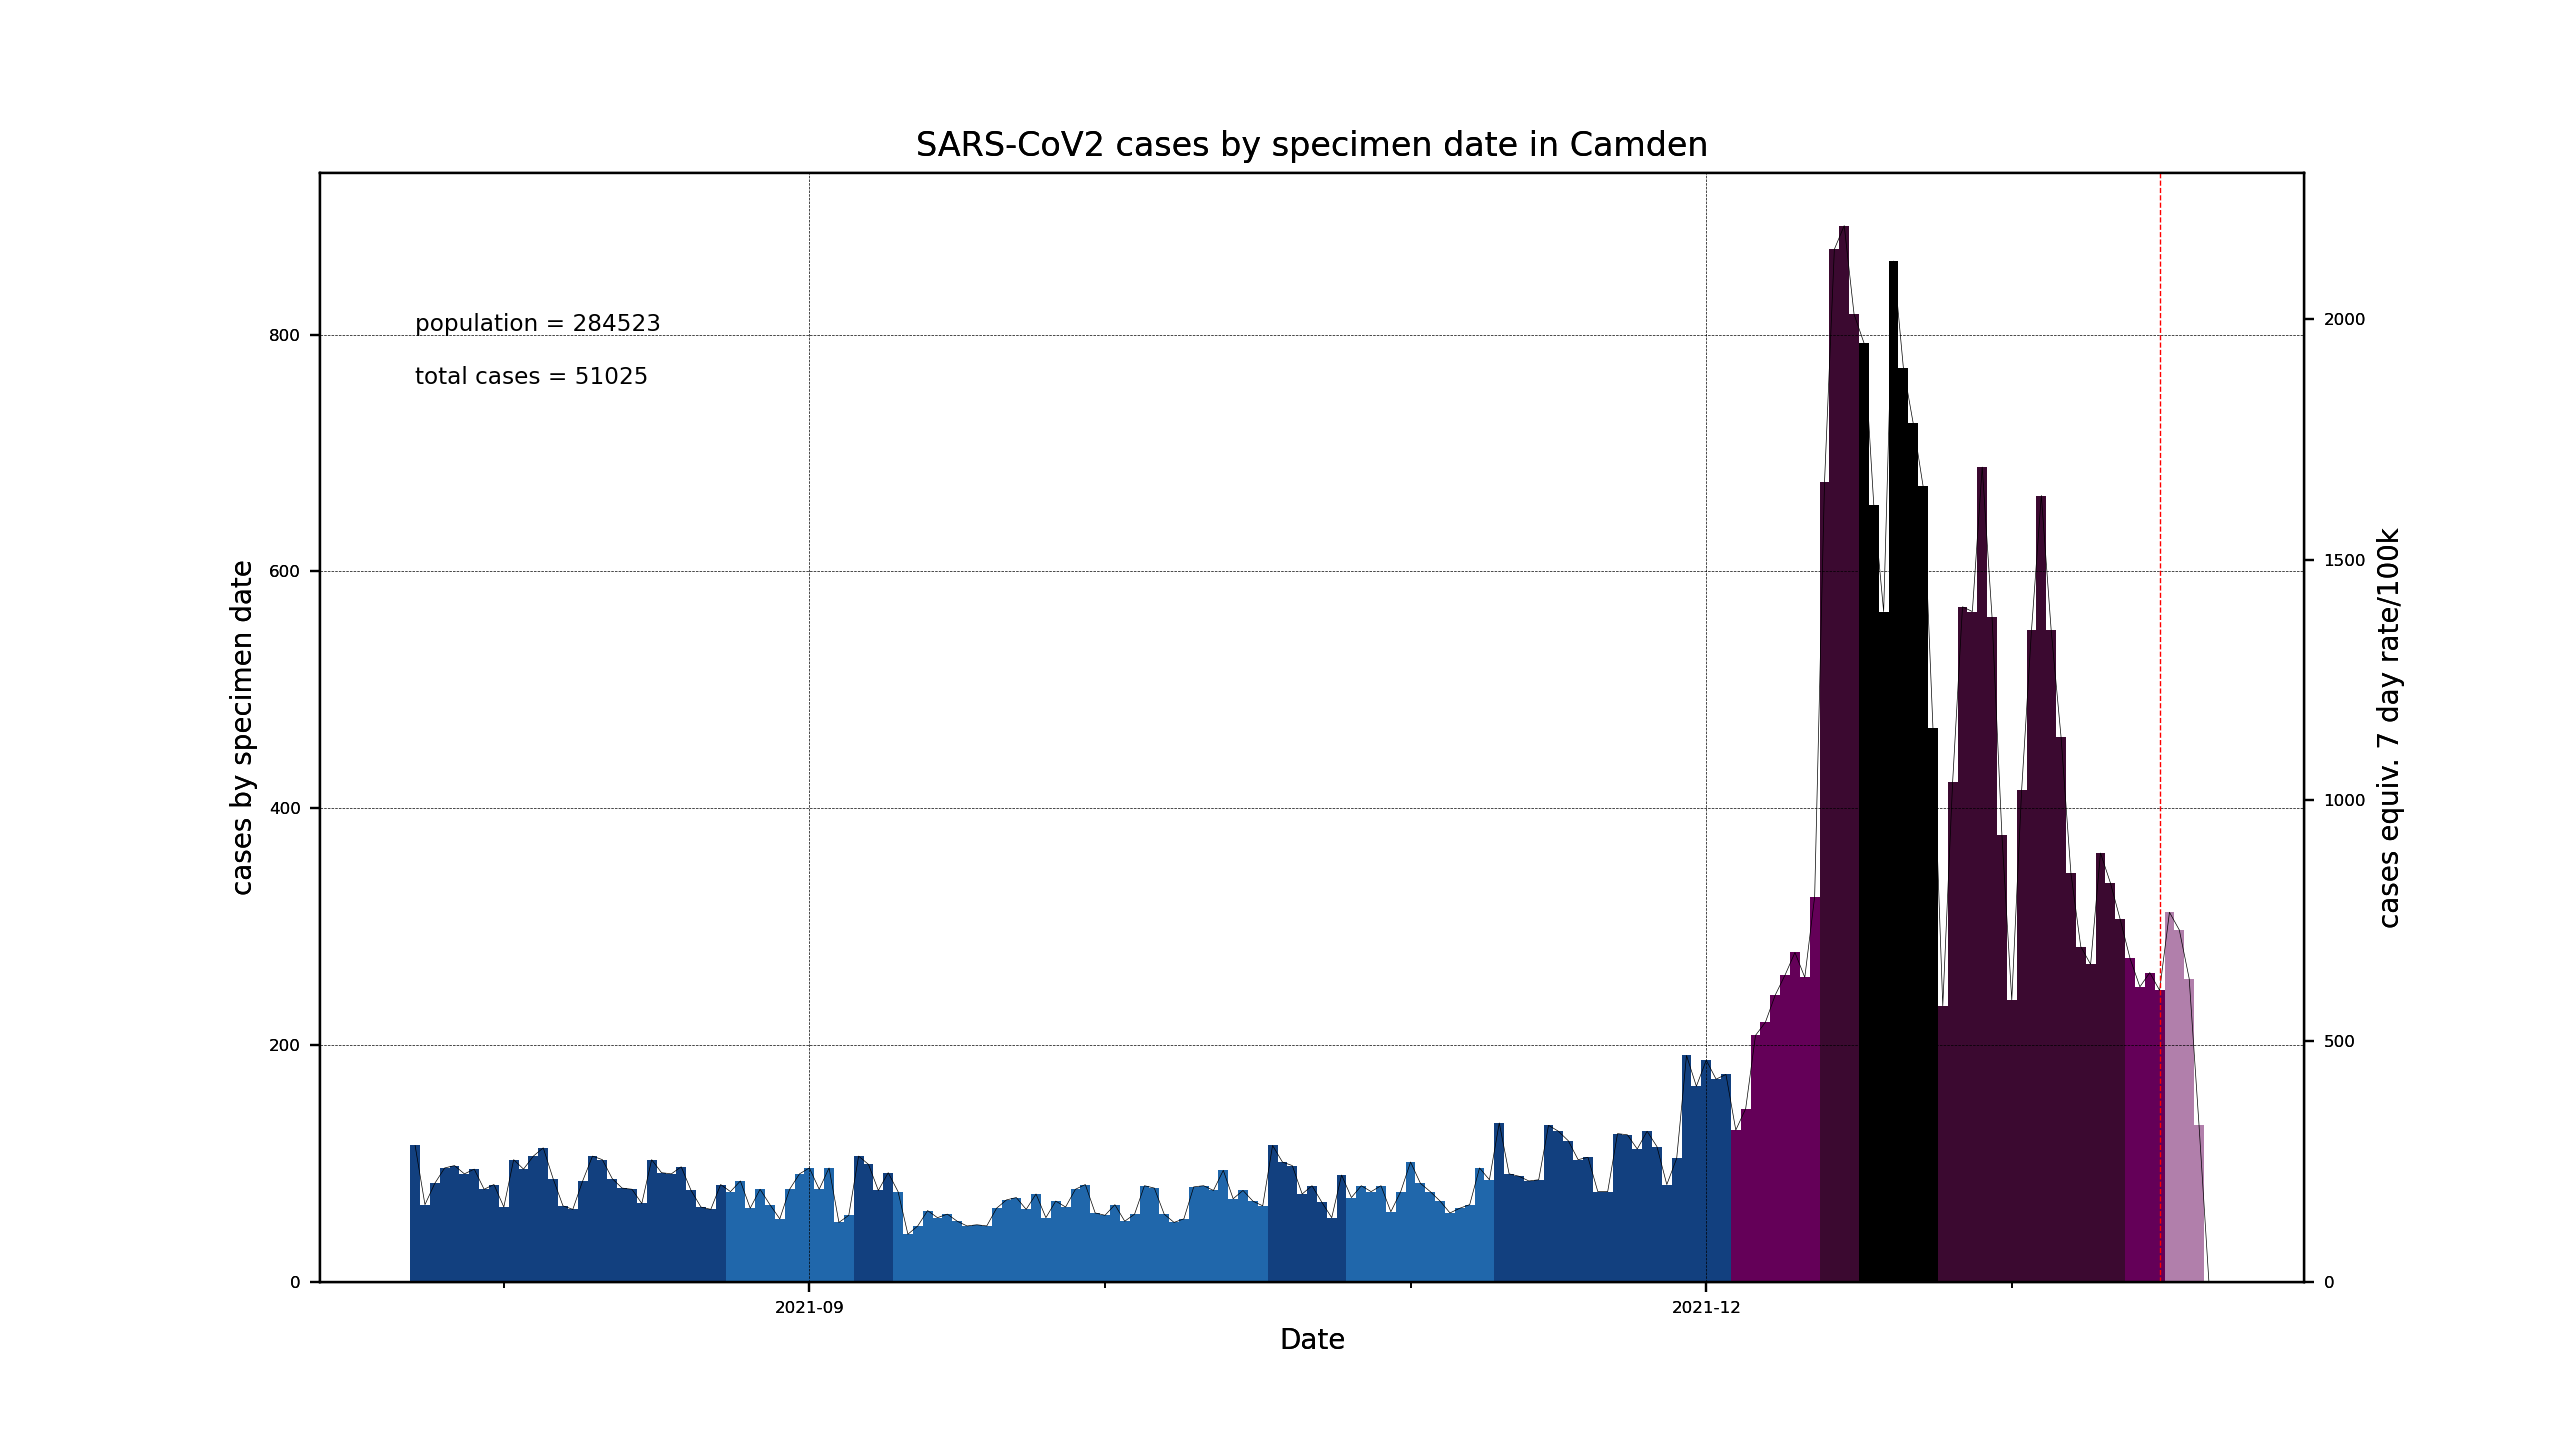 SARS-CoV2 cases by specimen date in Camden
population = 284523
total cases = 51025
cases by specimen date
800
600
400
200
0
2000
1500
1000
500
0
cases equiv. 7 day rate/100k
2021-09
2021-12
Date